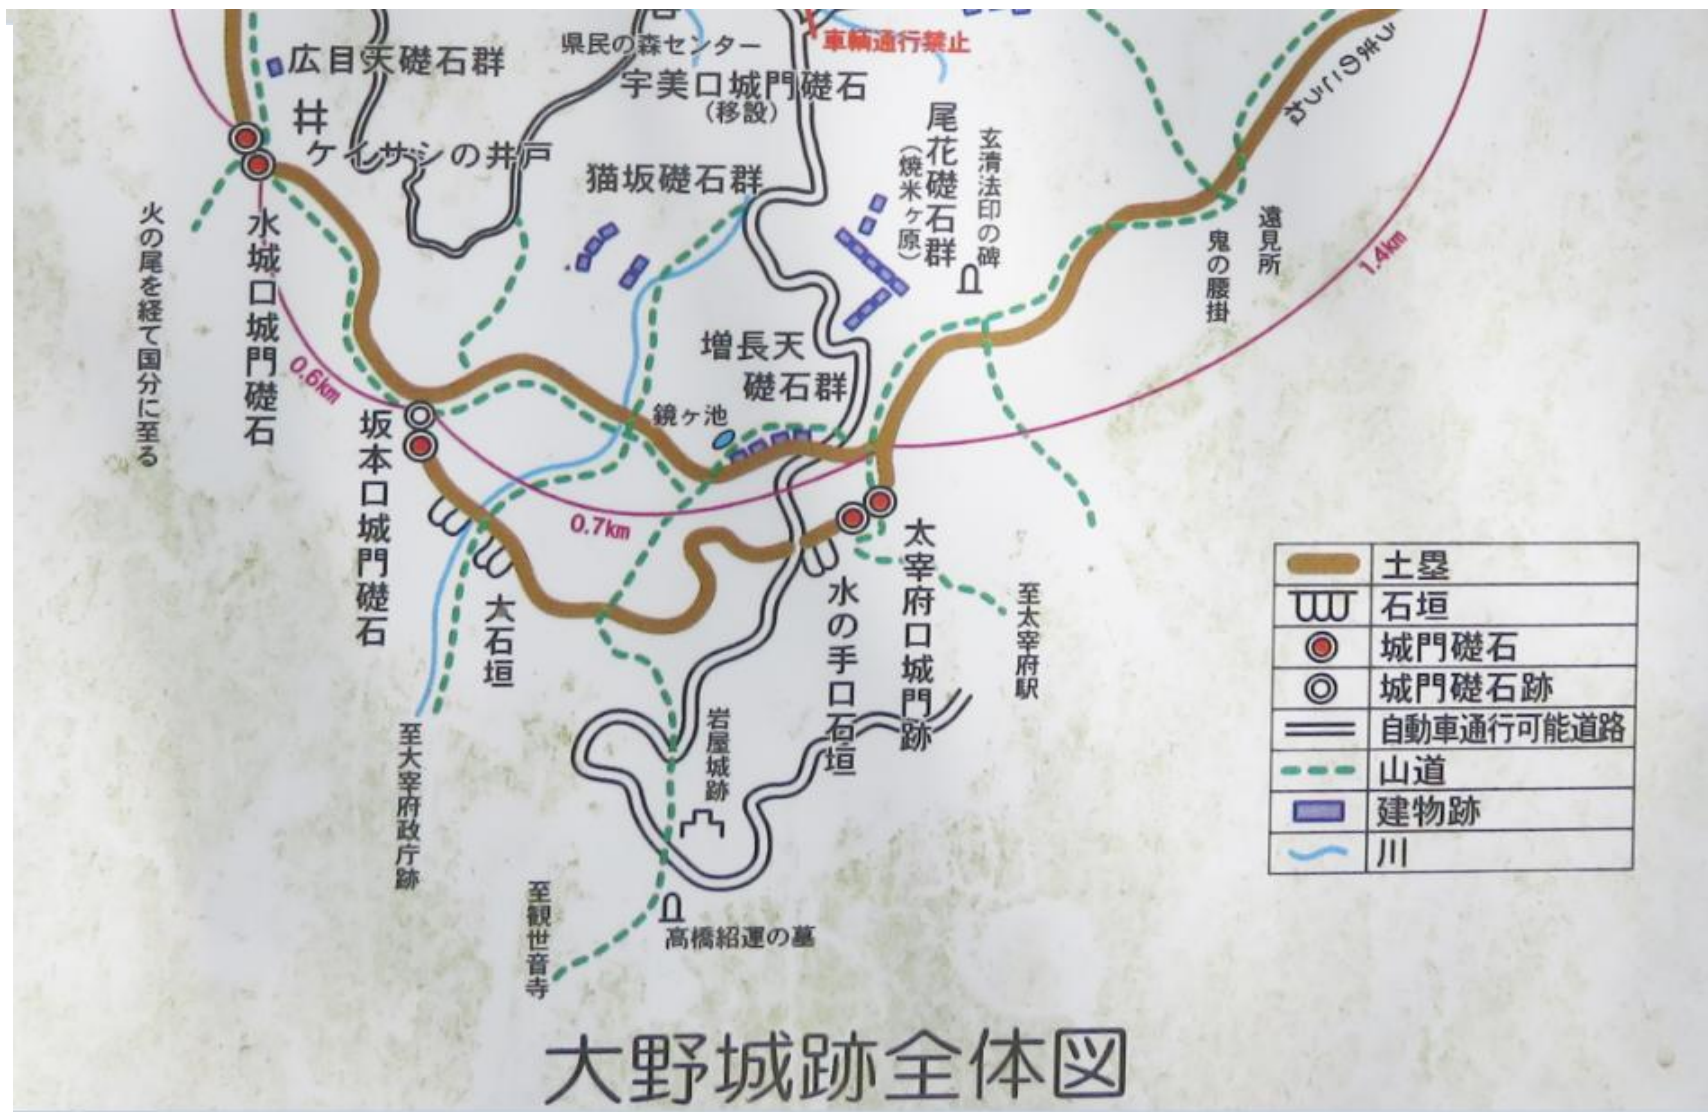 県民の森センター
車輌通行禁止
広目天礎石群
宇美口城門礎石
(移設)
井
ケイサシの井戸
猫坂礎石群
尾花礎石群
(焼米ヶ原)
玄清法印の碑
うまのこうね
遠見所
鬼の腰掛
1.4km
火の尾を経て国分に至る
水城口城門礎石
0.6km
増長天
礎石群
鏡ヶ池
坂本口城門礎石
0.7km
大石垣
水の手口石垣
太宰府口城門跡
至太宰府駅
至大宰府政庁跡
岩屋城跡
至観世音寺
高橋紹運の墓
土塁
石垣
城門礎石
城門礎石跡
自動車通行可能道路
山道
建物跡
川
大野城跡全体図